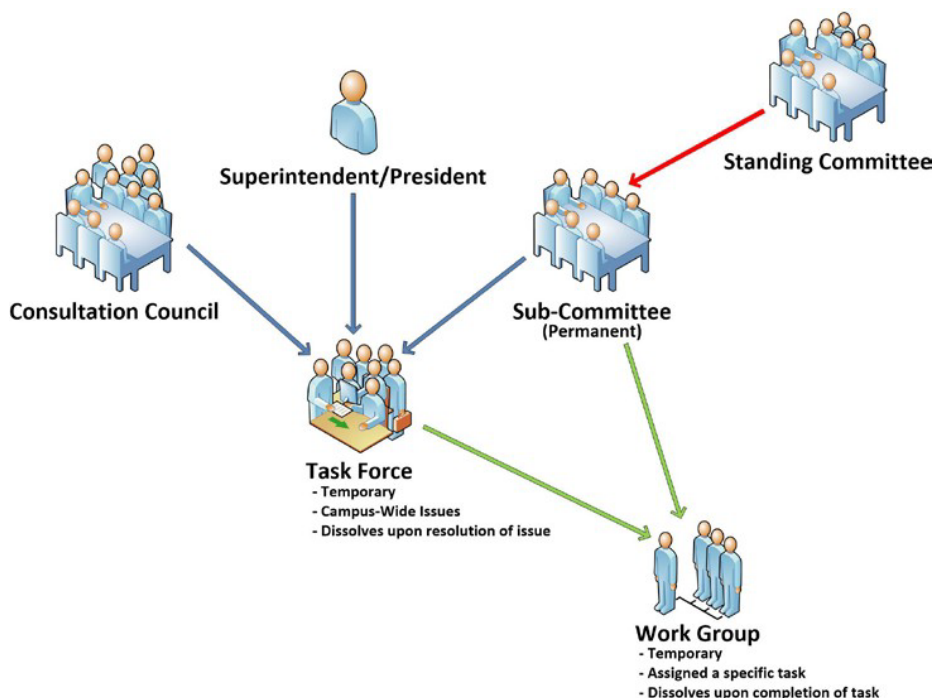 Standing Committee
Superintendent/President
Consultation Council
Sub-Committee
(Permanent)
Task Force
- Temporary
- Campus-Wide Issues
- Dissolves upon resolution of issue
Work Group
- Temporary
- Assigned a specific task
- Dissolves upon completion of task